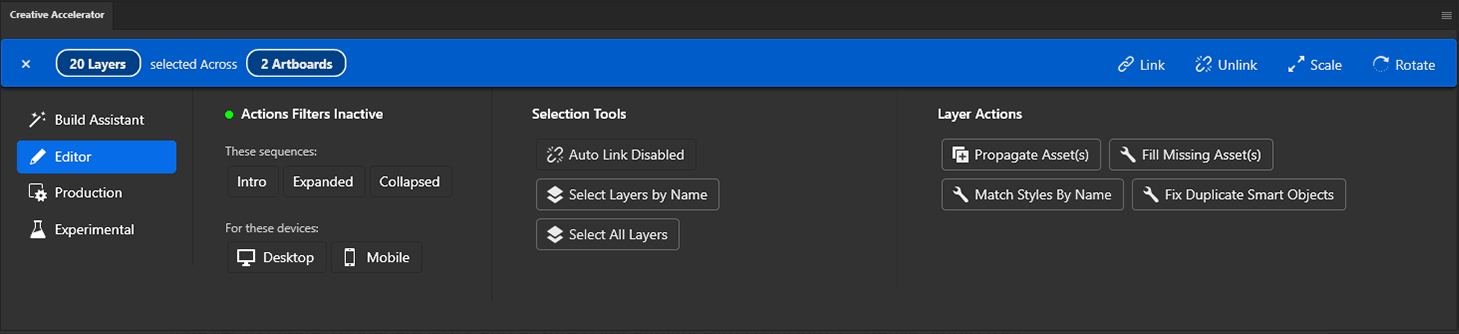 Creative Accelerator
20 Layers selected Across 2 Artboards
Link Unlink Scale Rotate
Build Assistant
Editor
Production
Experimental
Actions Filters Inactive
These sequences:
Intro Expanded Collapsed
For these devices:
Desktop Mobile
Selection Tools
Auto Link Disabled
Select Layers by Name
Select All Layers
Layer Actions
Propagate Asset(s) Fill Missing Asset(s)
Match Styles By Name Fix Duplicate Smart Objects